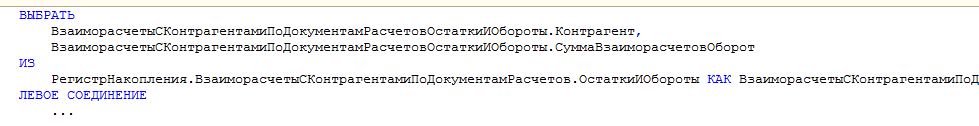 ВЫБРАТЬ
ВзаиморасчетыСКонтрагентамиПоДокументамРасчетовОстаткиИОбороты.Контрагент,
ВзаиморасчетыСКонтрагентамиПоДокументамРасчетовОстаткиИОбороты.СуммаВзаиморасчетовОборот
ИЗ
РегистрНакопления.ВзаиморасчетыСКонтрагентамиПоДокументамРасчетов.ОстаткиИОбороты КАК ВзаиморасчетыСКонтрагентамиПоД
ЛЕВОЕ СОЕДИНЕНИЕ
...